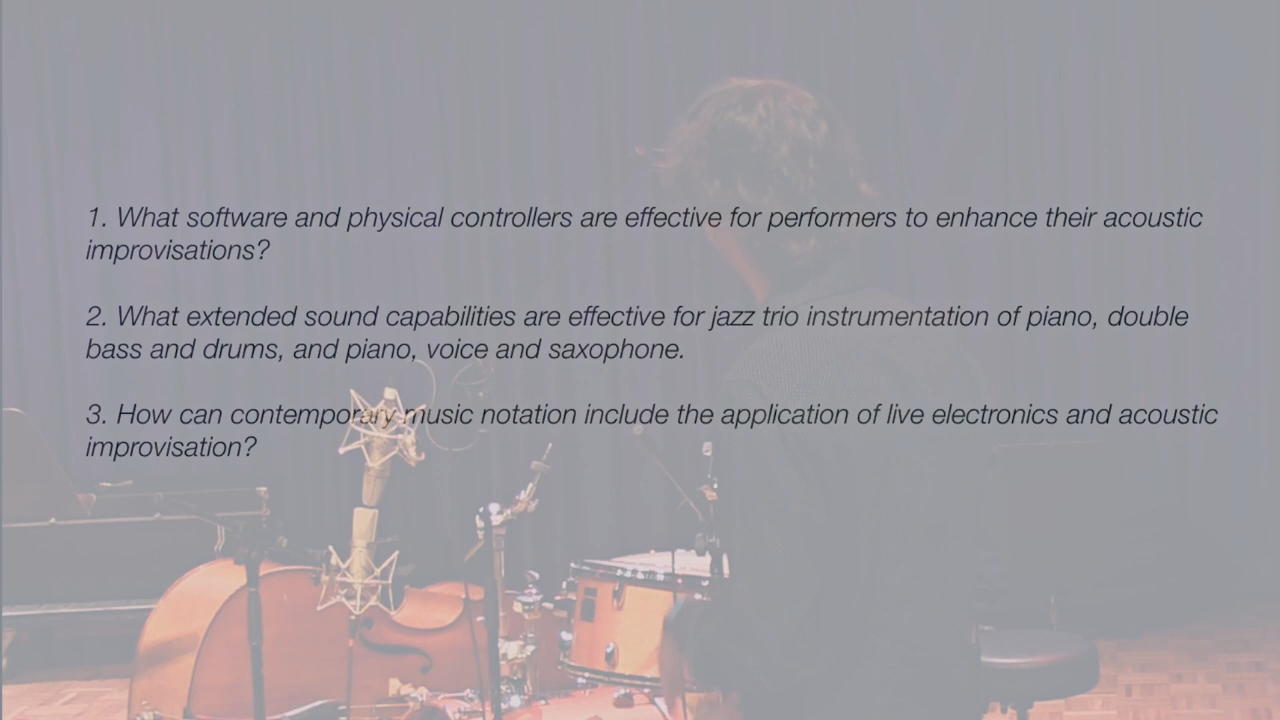 1. What software and physical controllers are effective for performers to enhance their acoustic
improvisations?
2. What extended sound capabilities are effective for jazz trio instrumentation of piano, double
bass and drums, and piano, voice and saxophone.
3. How can contemporary music notation include the application of live electronics and acoustic
improvisation?